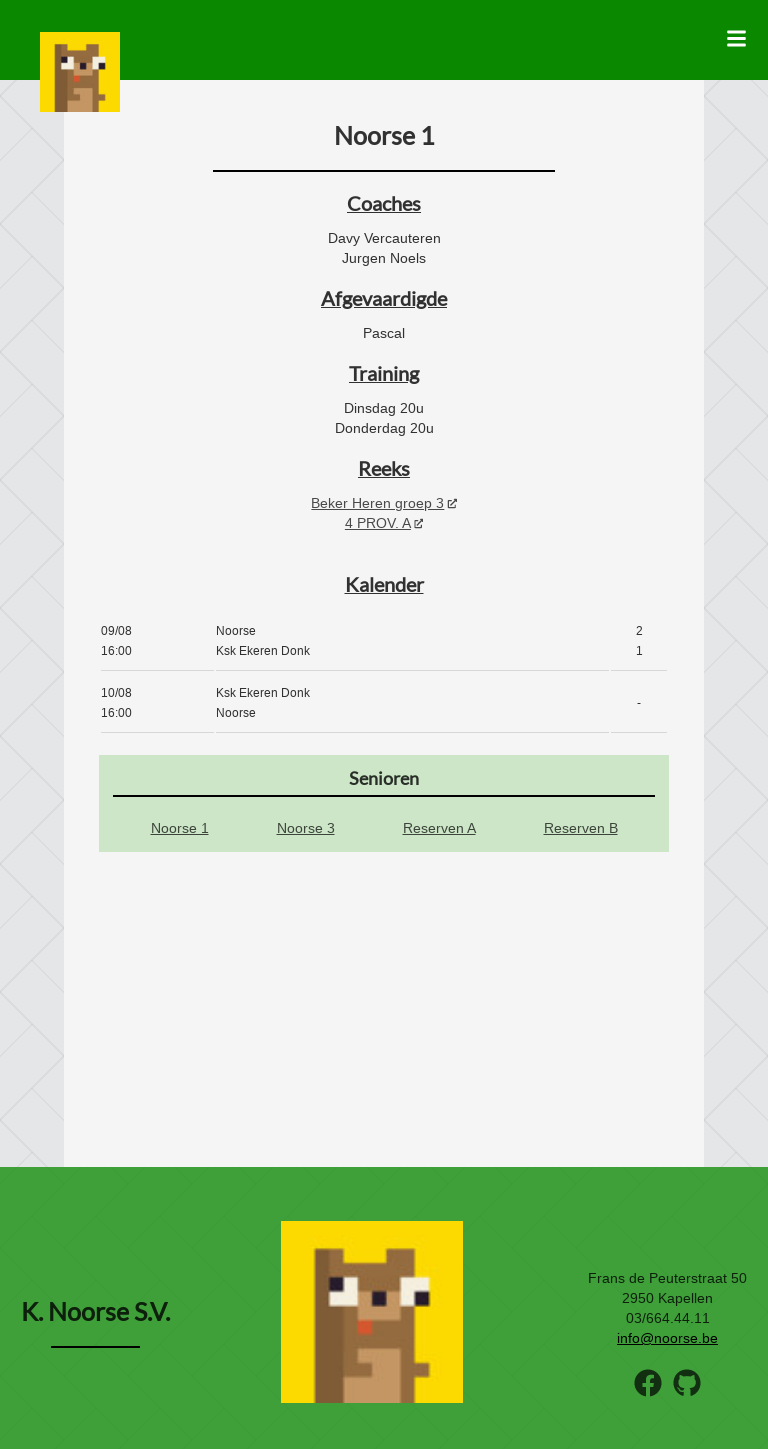 Noorse 1
Coaches
Davy Vercauteren
Jurgen Noels
Afgevaardigde
Pascal
Training
Dinsdag 20u
Donderdag 20u
Reeks
Beker Heren groep 3
4 PROV. A
Kalender
09/08 Noorse 2
16:00 Ksk Ekeren Donk 1
10/08 Ksk Ekeren Donk
-
16:00 Noorse
Senioren
Noorse 1 Noorse 3 Reserven A Reserven B
K. Noorse S.V.
Frans de Peuterstraat 50
2950 Kapellen
03/664.44.11
info@noorse.be